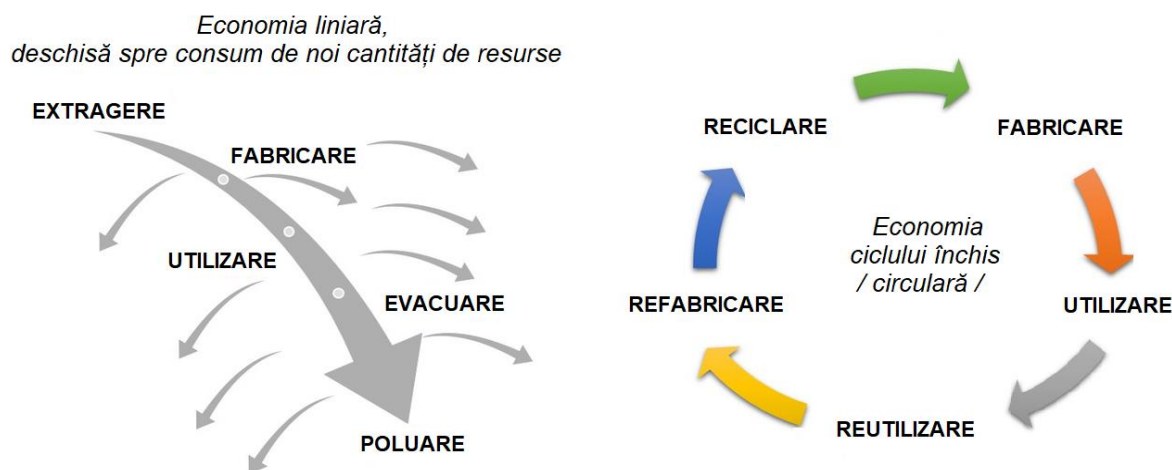 Economia liniară,
deschisă spre consum de noi cantități de resurse
EXTRAGERE
FABRICARE
UTILIZARE
EVACUARE
POLUARE
RECICLARE
FABRICARE
Economia
ciclului închis
/ circulară /
REFABRICARE
UTILIZARE
REUTILIZARE